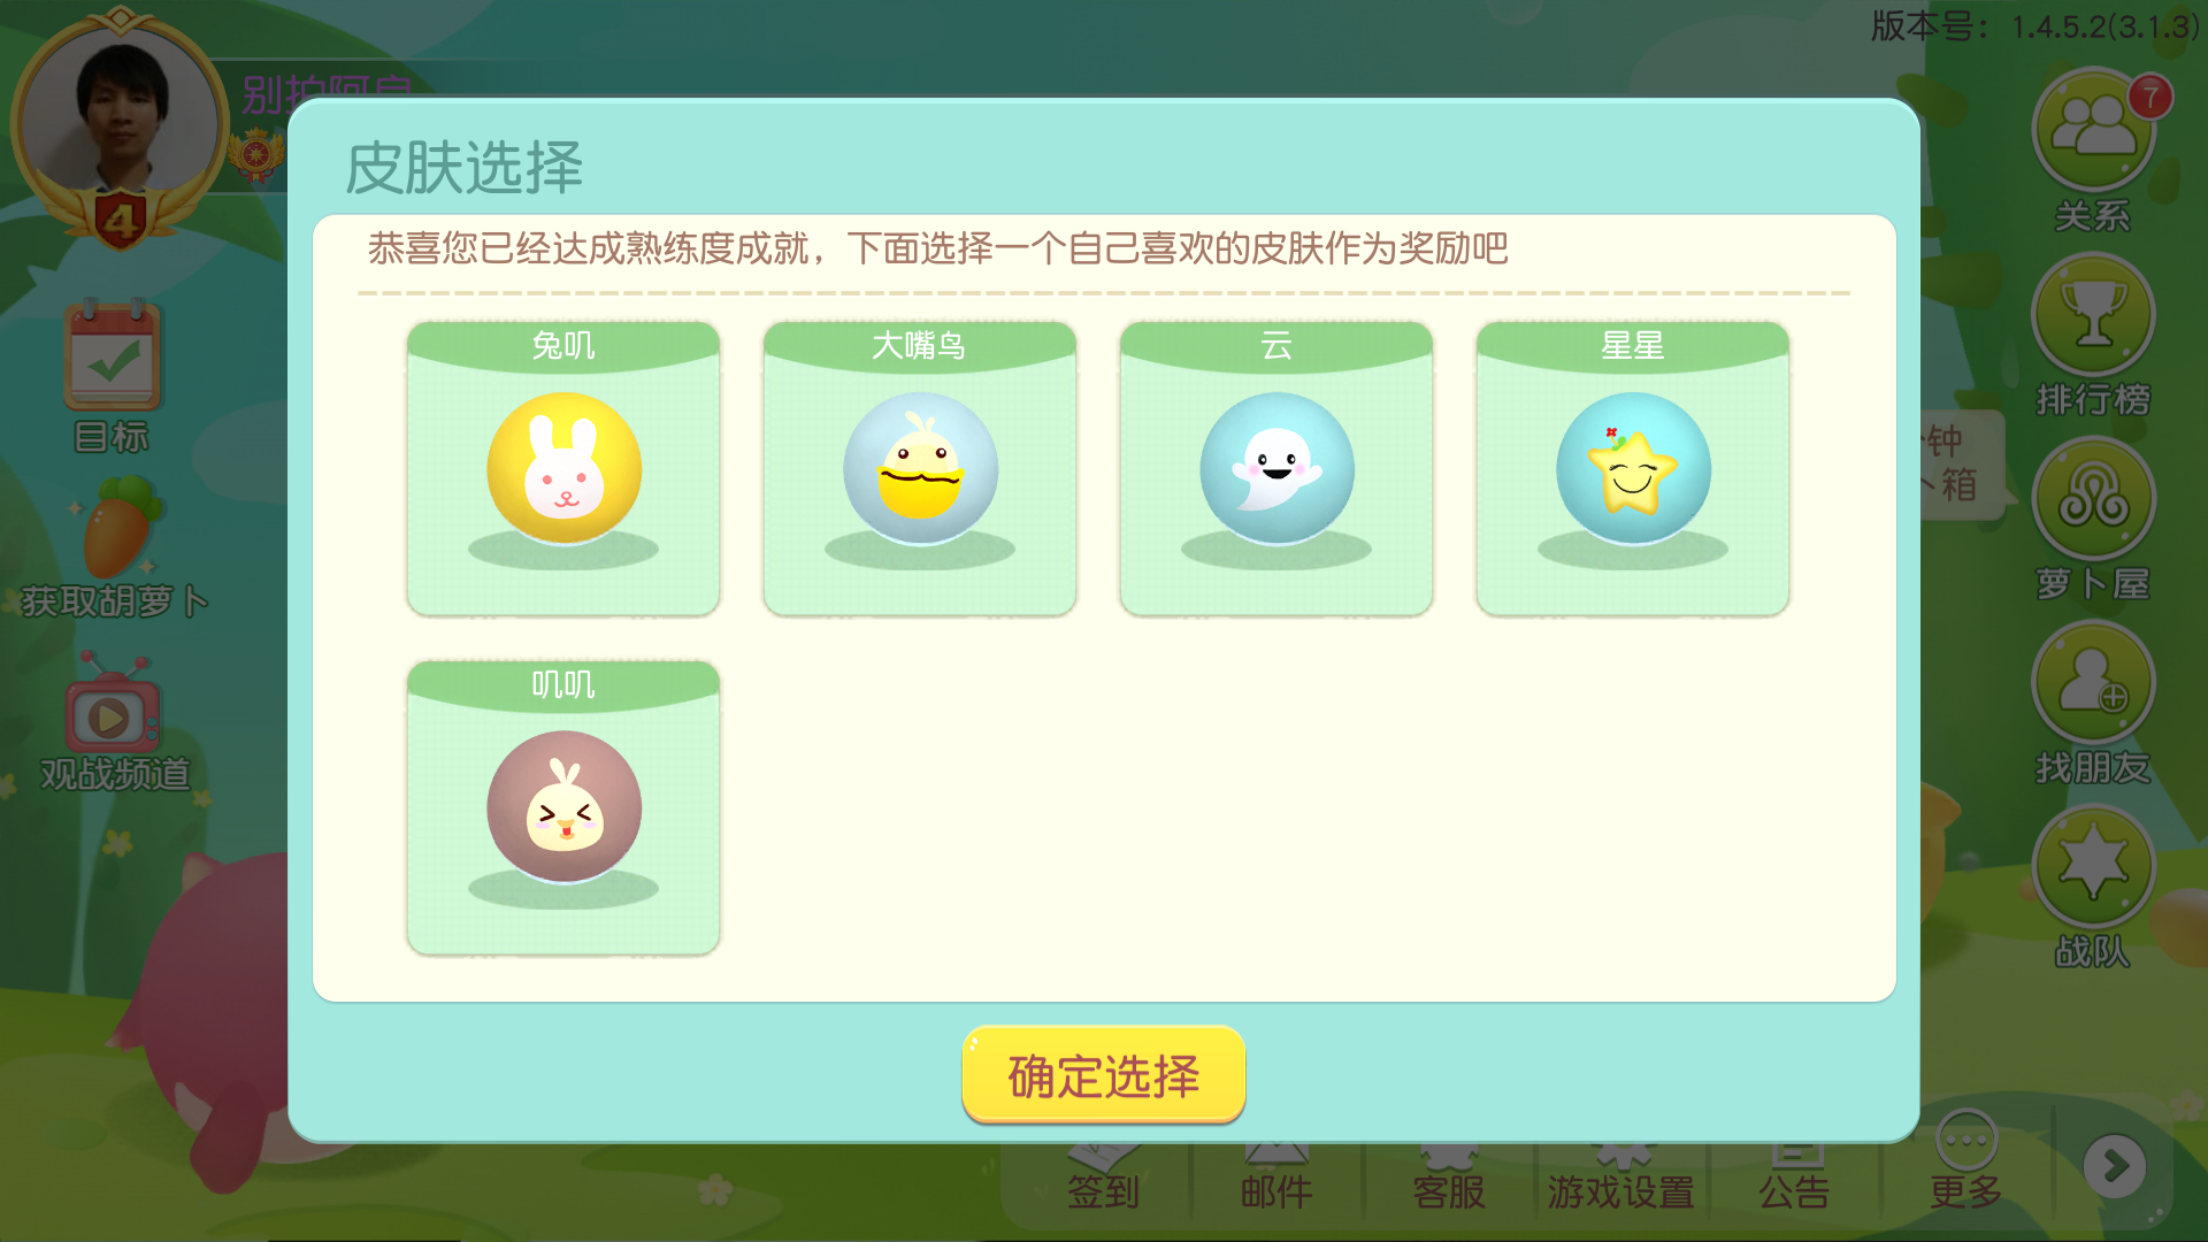 版本号：1.4.5.2(3.1.3)
7
4
皮肤选择
恭喜您已经达成熟练度成就，下面选择一个自己喜欢的皮肤作为奖励吧
兔叽
大嘴鸟
云
星星
叽叽
确定选择
目标
获取胡萝卜
观战频道
关系
排行榜
钟
箱
萝卜屋
找朋友
战队
签到
邮件
客服
游戏设置
公告
更多